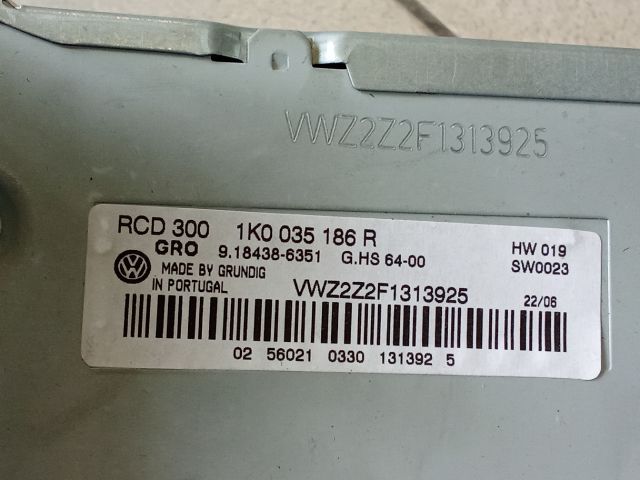 VWZ2Z2F1313925
RCD 300 1K0 035 186 R
GRO 9.18438-6351 G.HS 64-00 HW 019
MADE BY GRUNDIG SW0023
IN PORTUGAL VWZ2Z2F1313925 22/06
02 56021 0330 131392 5